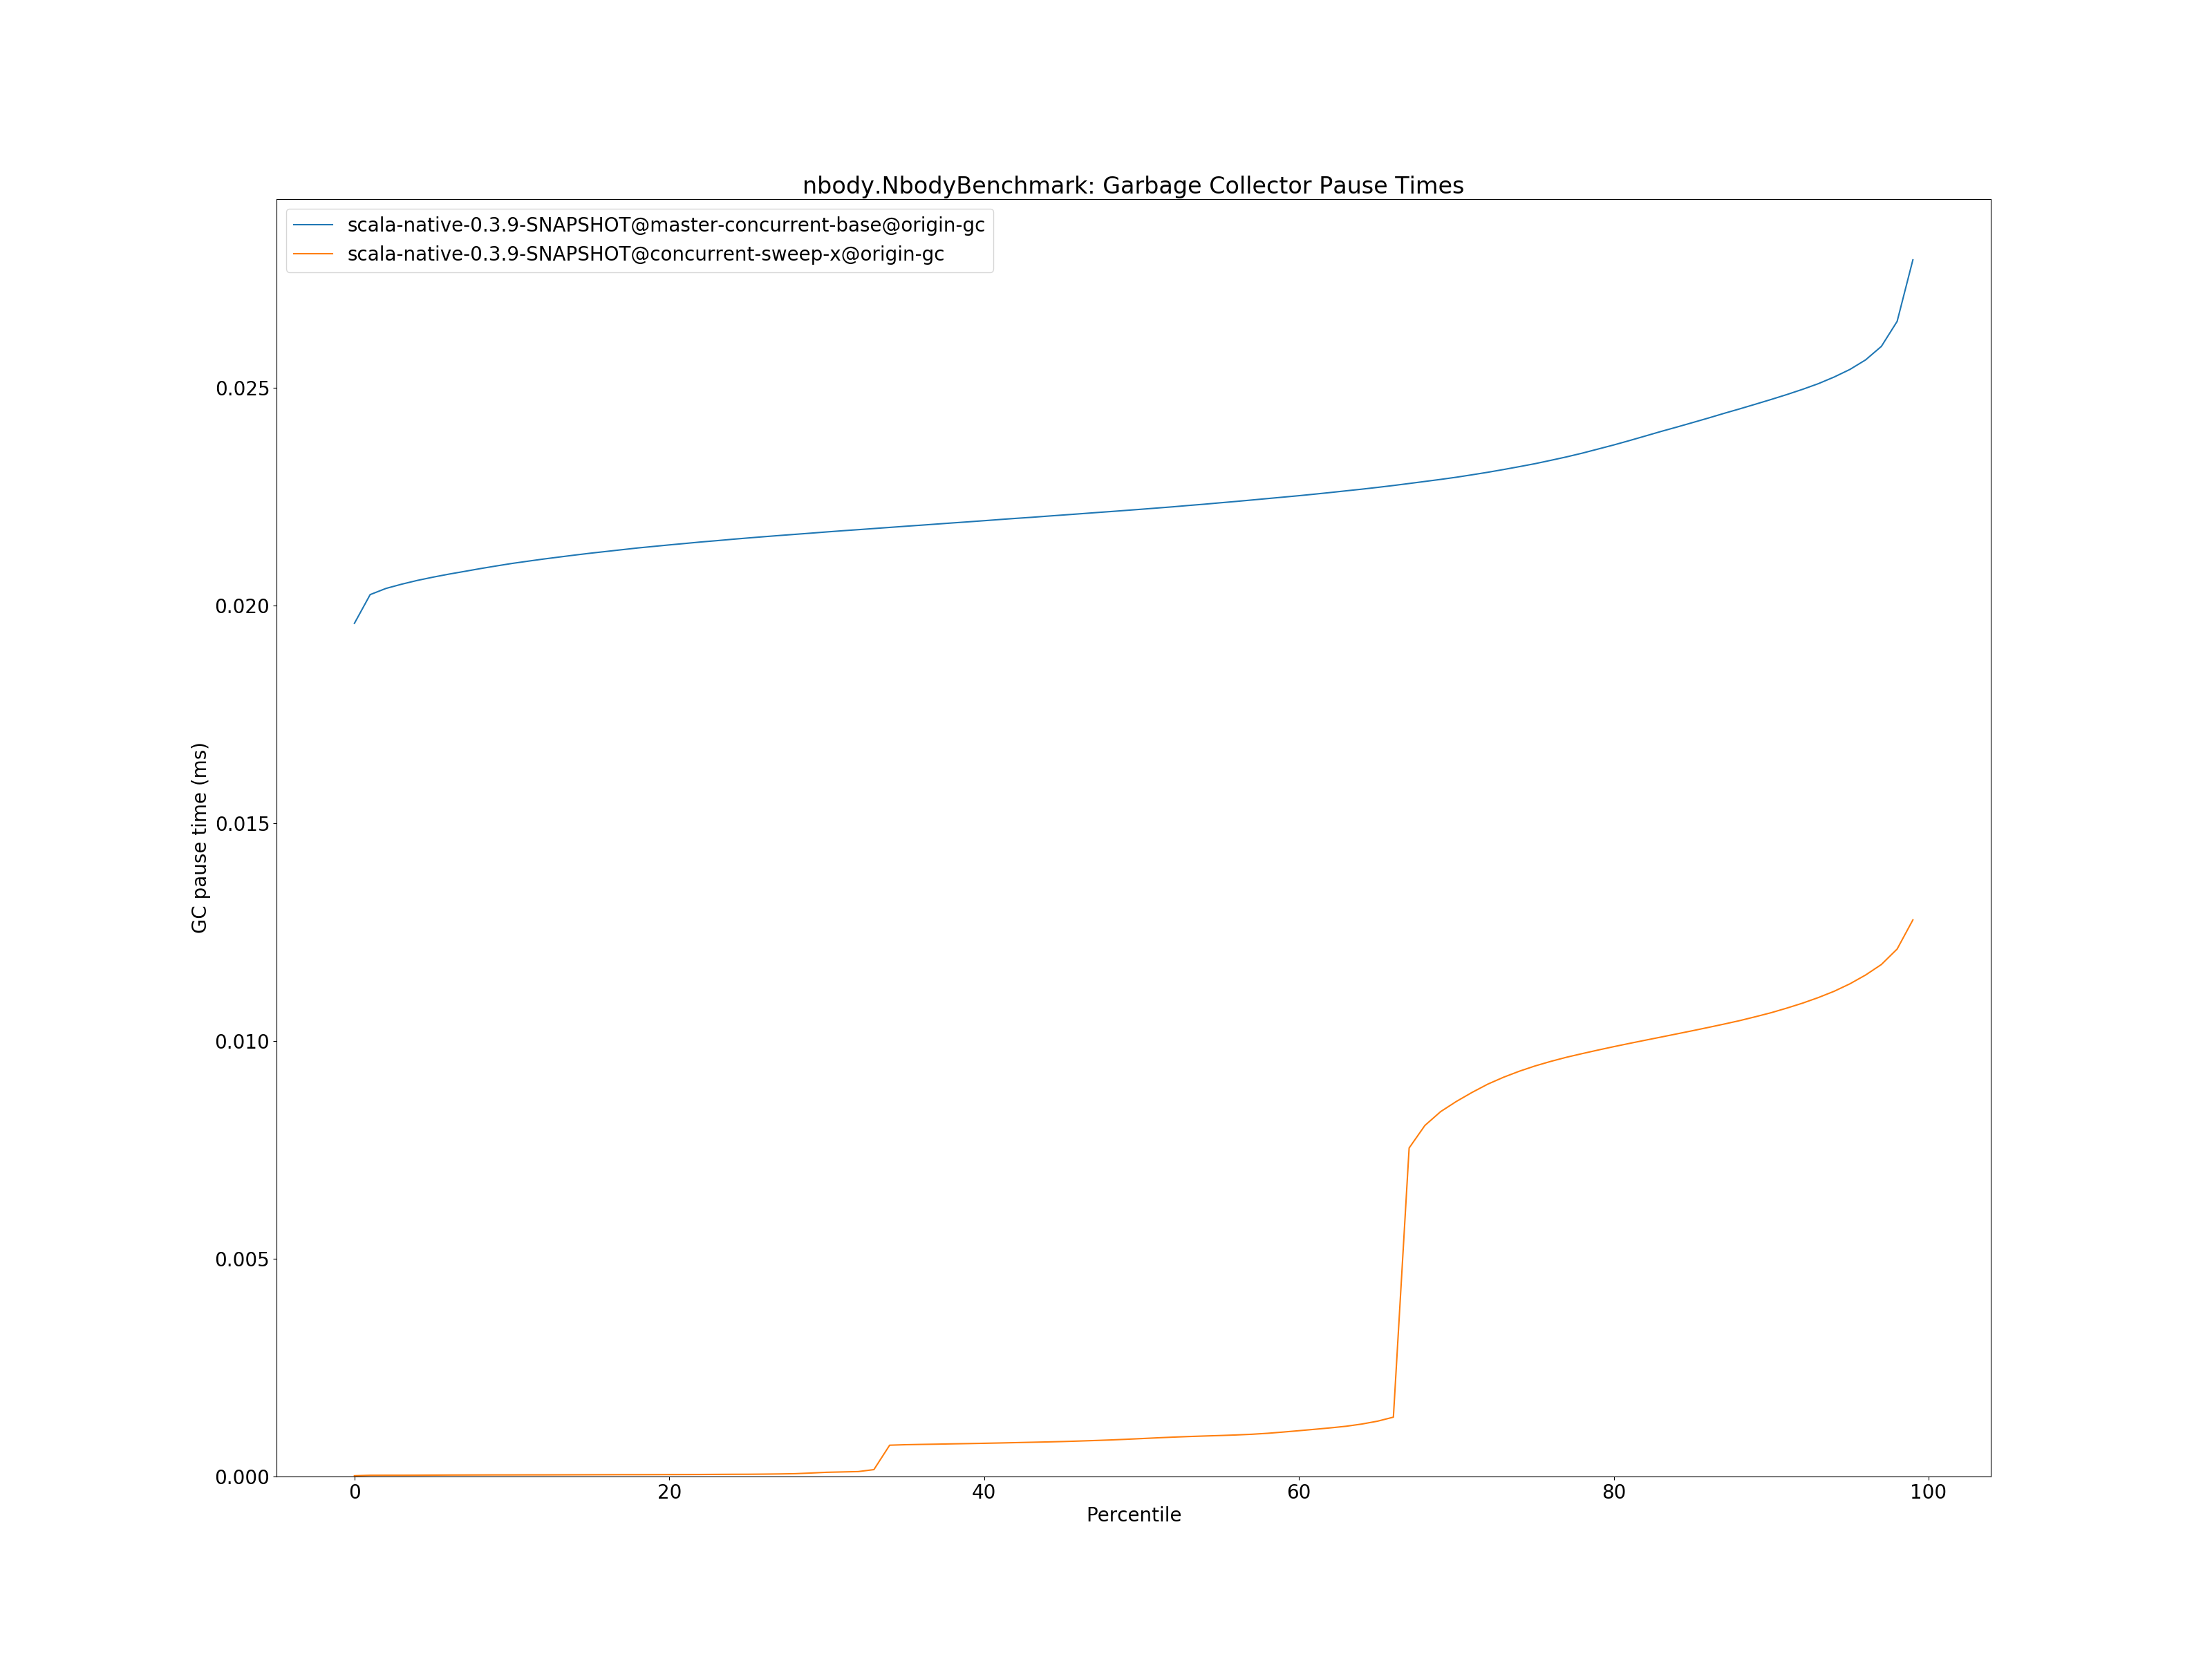 nbody.NbodyBenchmark: Garbage Collector Pause Times
scala-native-0.3.9-SNAPSHOT@master-concurrent-base@origin-gc
scala-native-0.3.9-SNAPSHOT@concurrent-sweep-x@origin-gc
0.025
0.020
0.015
0.010
0.005
0.000
GC pause time (ms)
0 20 40 60 80 100
Percentile